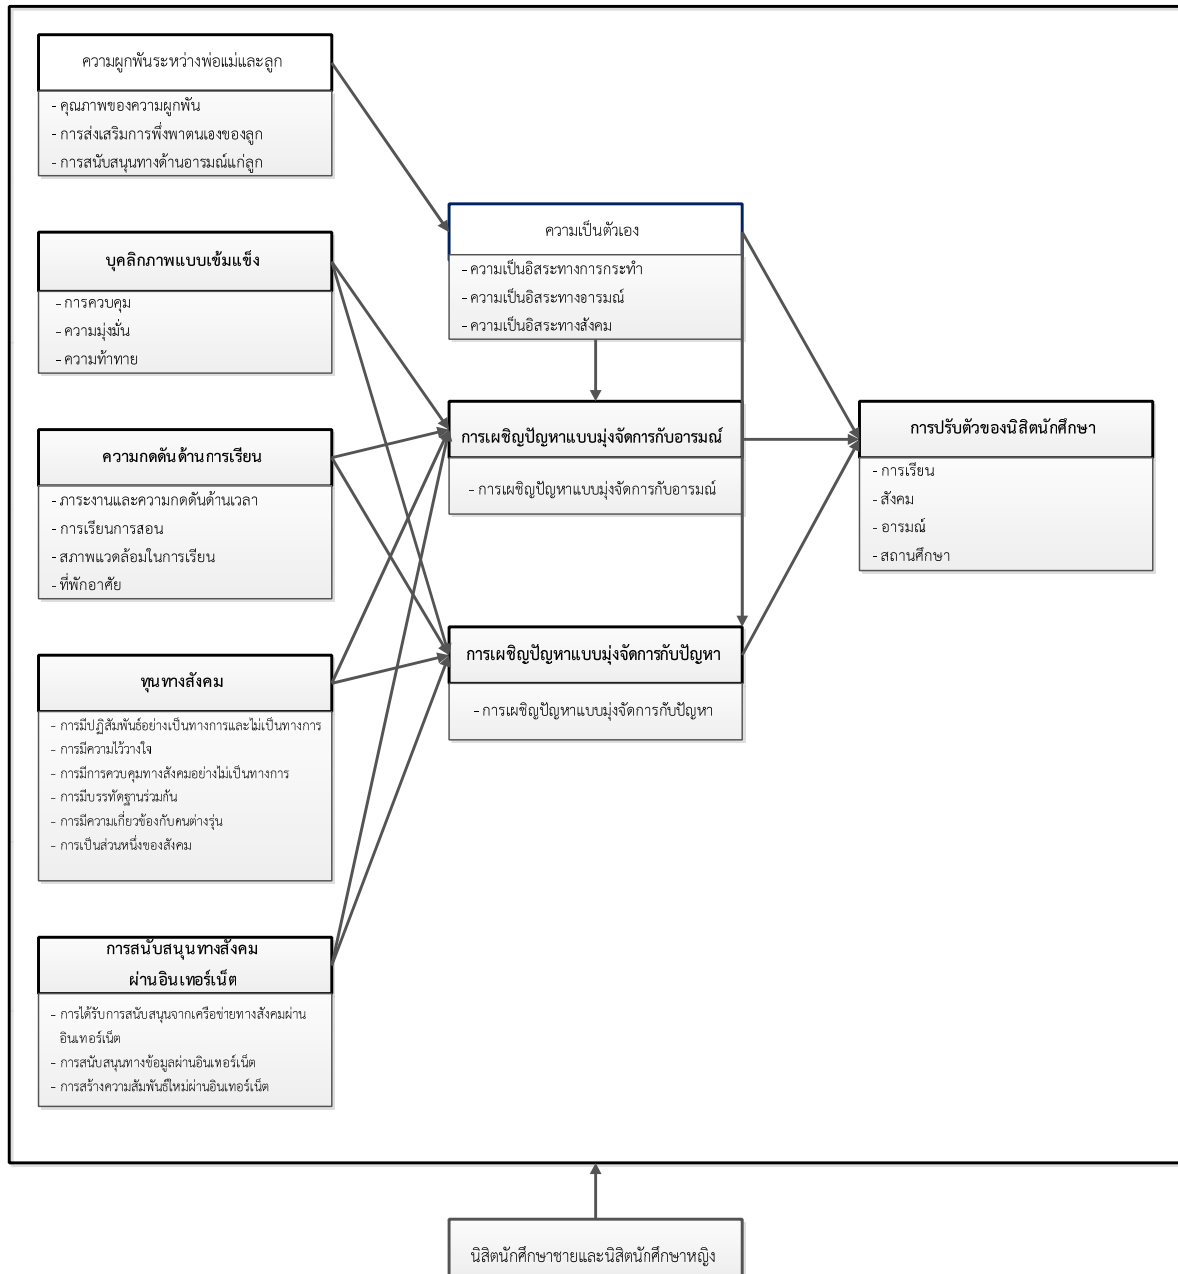 ความผูกพันระหว่างพ่อแม่และลูก
- คุณภาพของความผูกพัน
- การส่งเสริมการพึ่งพาตนเองของลูก
- การสนับสนุนทางด้านอารมณ์แก่ลูก
บุคลิกภาพแบบเข้มแข็ง
- การควบคุม
- ความมุ่งมั่น
- ความท้าทาย
ความกดดันด้านการเรียน
- ภาระงานและความกดดันด้านเวลา
- การเรียนการสอน
- สภาพแวดล้อมในการเรียน
- ที่พักอาศัย
ทุนทางสังคม
- การมีปฏิสัมพันธ์อย่างเป็นทางการและไม่เป็นทางการ
- การมีความไว้วางใจ
- การมีการควบคุมทางสังคมอย่างไม่เป็นทางการ
- การมีบรรทัดฐานร่วมกัน
- การมีความเกี่ยวข้องกับคนต่างรุ่น
- การเป็นส่วนหนึ่งของสังคม
การสนับสนุนทางสังคม
ผ่านอินเทอร์เน็ต
- การได้รับการสนับสนุนจากเครือข่ายทางสังคมผ่าน
อินเทอร์เน็ต
- การสนับสนุนทางข้อมูลผ่านอินเทอร์เน็ต
- การสร้างความสัมพันธ์ใหม่ผ่านอินเทอร์เน็ต
ความเป็นตัวเอง
- ความเป็นอิสระทางการกระทำ
- ความเป็นอิสระทางอารมณ์
- ความเป็นอิสระทางสังคม
การเผชิญปัญหาแบบมุ่งจัดการกับอารมณ์
- การเผชิญปัญหาแบบมุ่งจัดการกับอารมณ์
การเผชิญปัญหาแบบมุ่งจัดการกับปัญหา
- การเผชิญปัญหาแบบมุ่งจัดการกับปัญหา
การปรับตัวของนิสิตนักศึกษา
- การเรียน
- สังคม
- อารมณ์
- สถานศึกษา
นิสิตนักศึกษาชายและนิสิตนักศึกษาหญิง